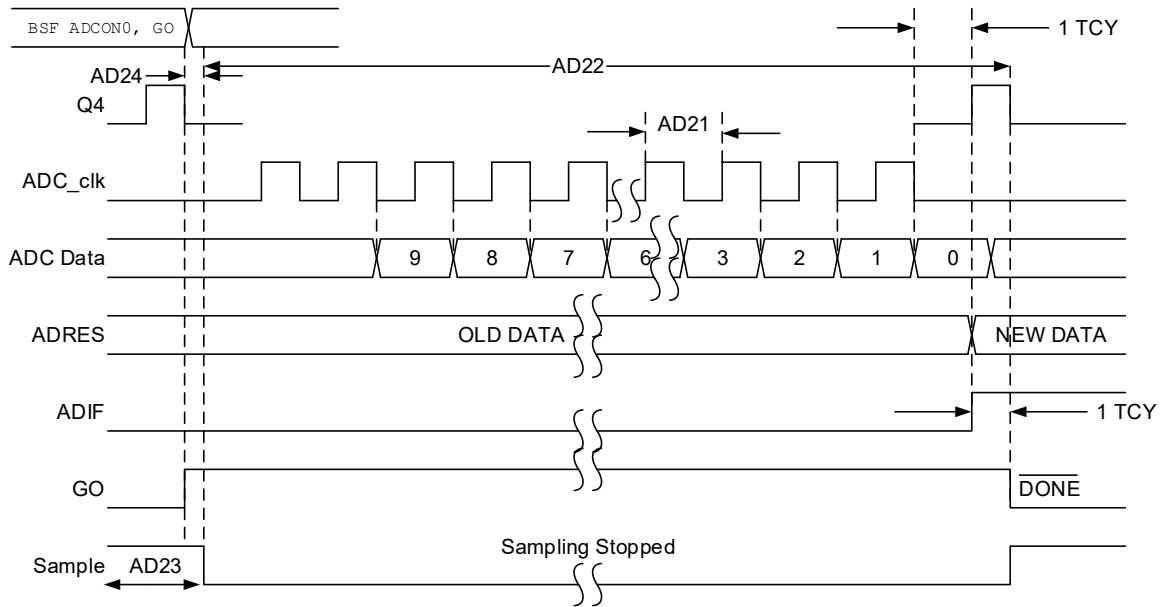 BSF ADCON0, GO
1 TCY
AD24
AD22
Q4
AD21
ADC_clk
ADC Data 9 8 7 6 3 2 1 0
ADRES OLD DATA NEW DATA
ADIF 1 TCY
GO DONE
Sampling Stopped
Sample AD23